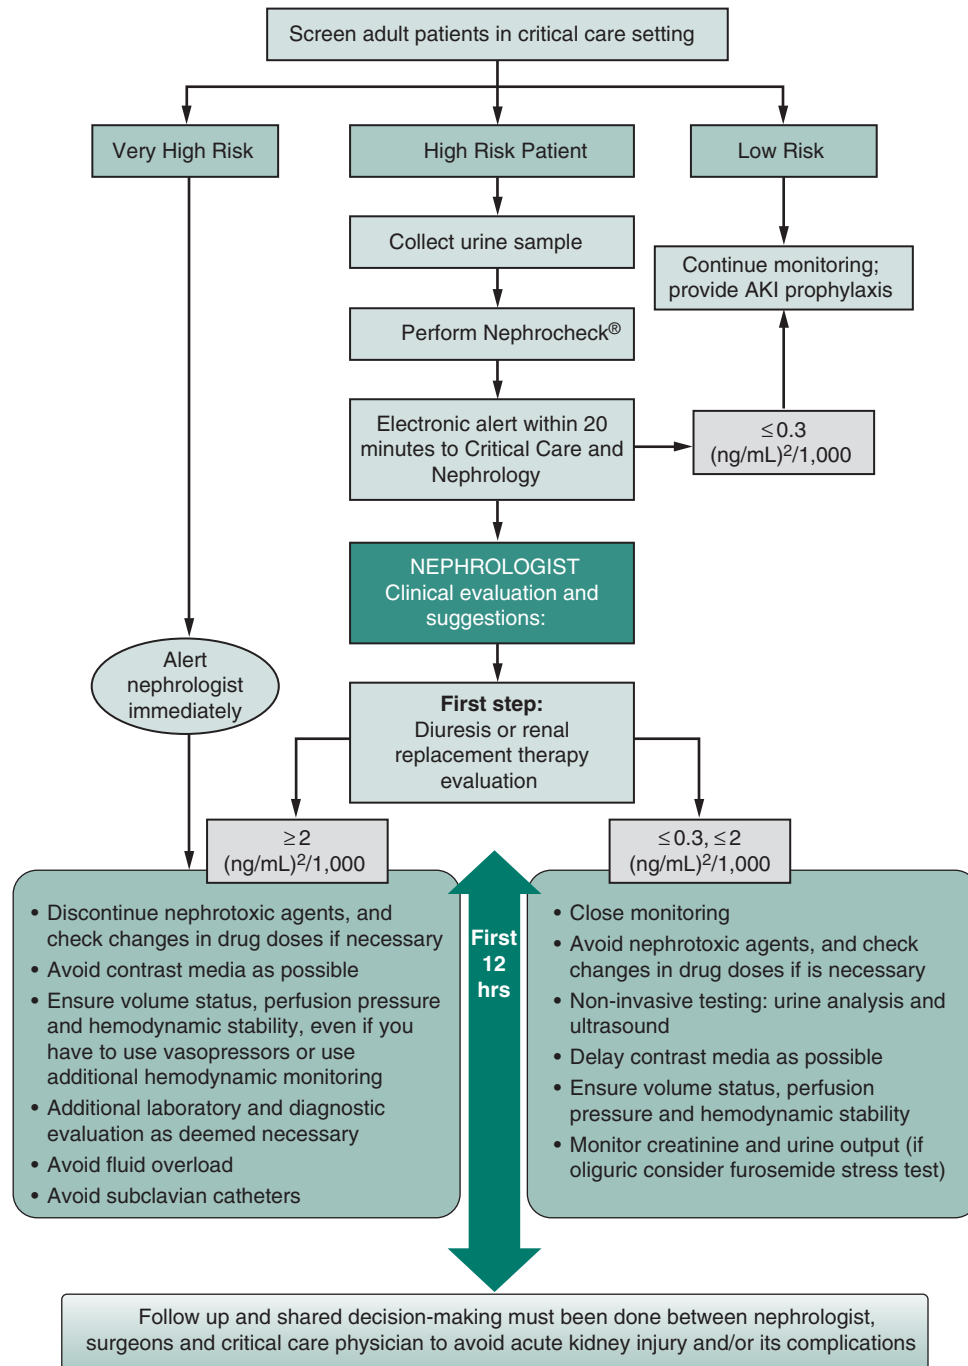 Screen adult patients in critical care setting
Very High Risk
High Risk Patient
Low Risk
Collect urine sample
Continue monitoring;
provide AKI prophylaxis
Perform Nephrocheck®
Electronic alert within 20
minutes to Critical Care and
Nephrology
≤0.3
(ng/mL)²/1,000
NEPHROLOGIST
Clinical evaluation and
suggestions:
Alert
nephrologist
immediately
First step:
Diuresis or renal
replacement therapy
evaluation
≥2
(ng/mL)²/1,000
≤0.3, ≤2
(ng/mL)²/1,000
• Discontinue nephrotoxic agents, and
check changes in drug doses if necessary
• Avoid contrast media as possible
• Ensure volume status, perfusion pressure
and hemodynamic stability, even if you
have to use vasopressors or use
additional hemodynamic monitoring
• Additional laboratory and diagnostic
evaluation as deemed necessary
• Avoid fluid overload
• Avoid subclavian catheters
First
12
hrs
• Close monitoring
• Avoid nephrotoxic agents, and check
changes in drug doses if is necessary
• Non-invasive testing: urine analysis and
ultrasound
• Delay contrast media as possible
• Ensure volume status, perfusion
pressure and hemodynamic stability
• Monitor creatinine and urine output (if
oliguric consider furosemide stress test)
Follow up and shared decision-making must been done between nephrologist,
surgeons and critical care physician to avoid acute kidney injury and/or its complications